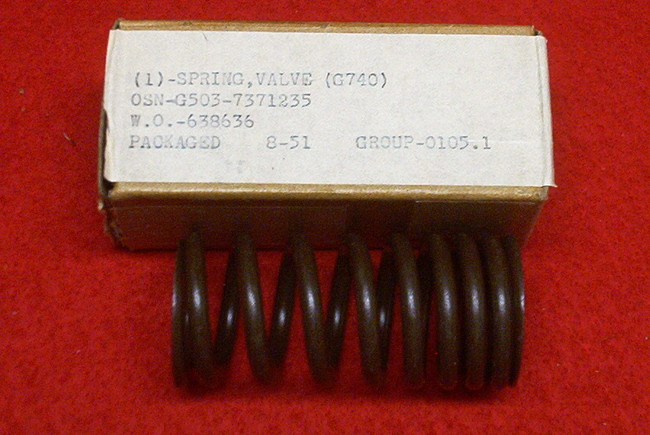 (1)-SPRING,VALVE (G740)
OSN-G503-7371235
W.O.-638636
PACKAGED 8-51 GROUP-0105.1